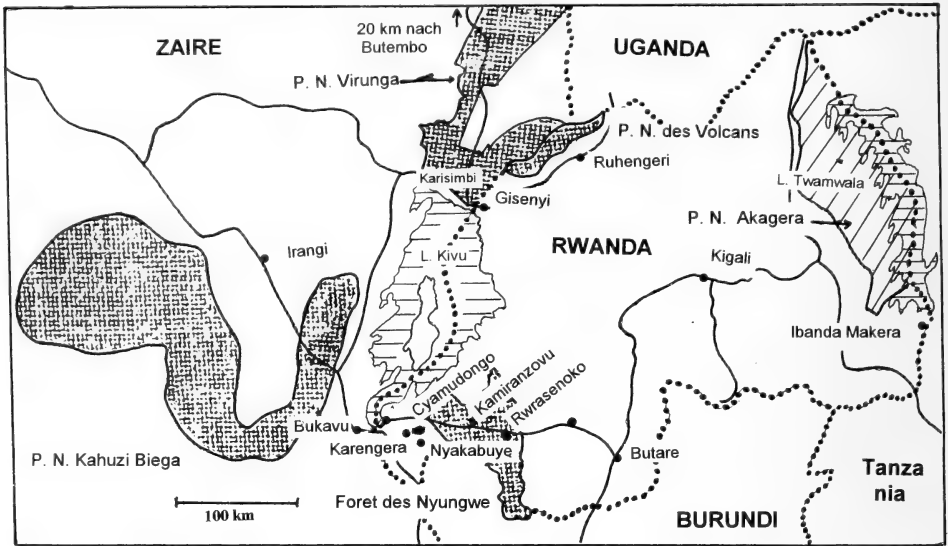 20 km nach
Butembo
ZAIRE
UGANDA
P. N. Virunga
P. N. des Volcans
Ruhengeri
Karisimbi
L. Twamwala
Gisenyi
P. N. Akagera
Irangi
L. Kivu
RWANDA
Kigali
Ibanda Makera
Cyamudongo
Kamiranzovu
Rwrasenoko
Bukavu
Karengera
Nyakabuye
Butare
P. N. Kahuzi Biega
Tanza
nia
Foret des Nyungwe
100 km
BURUNDI